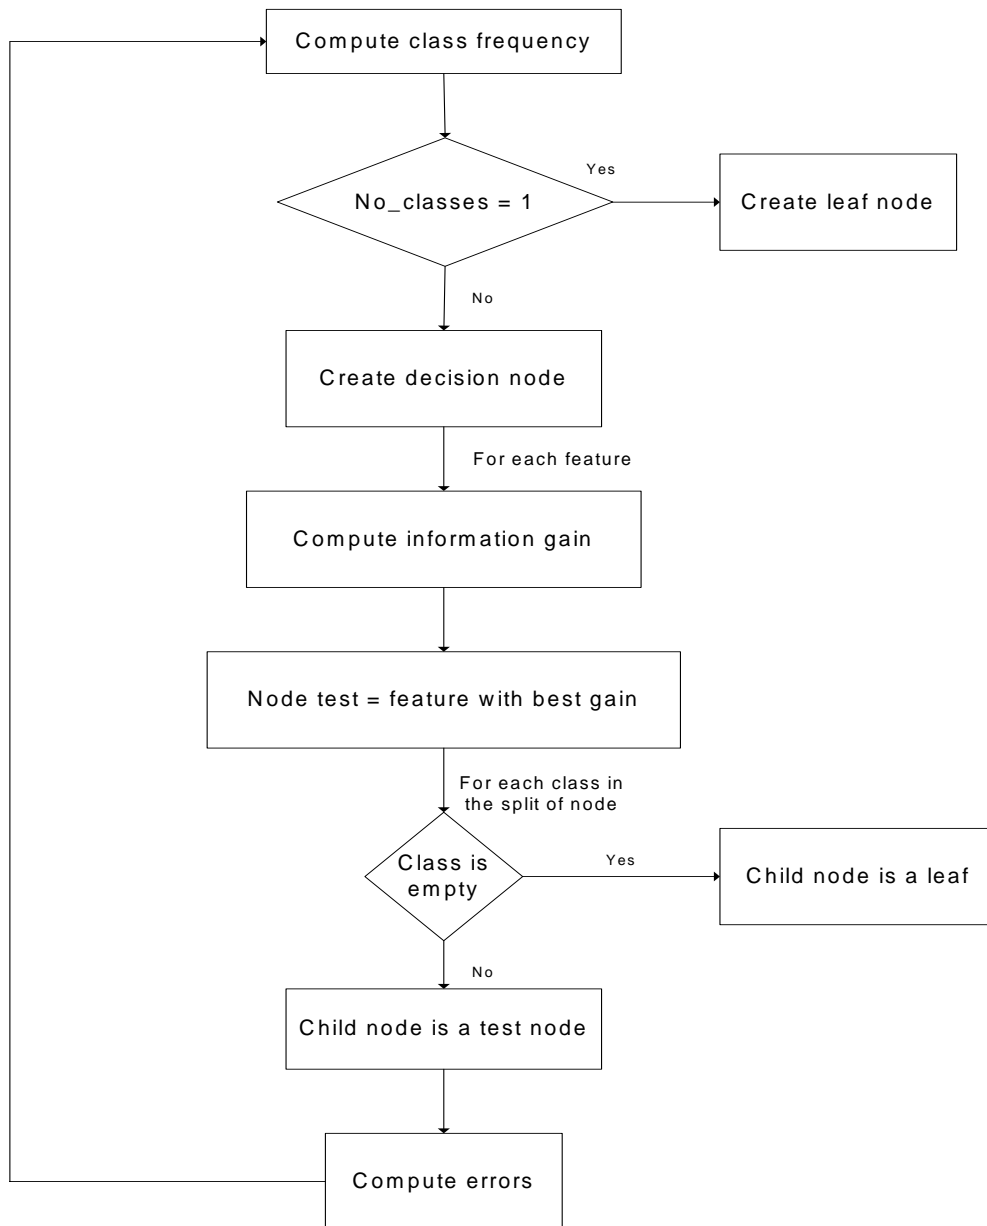 Compute class frequency
Yes
No_classes = 1
Create leaf node
No
Create decision node
For each feature
Compute information gain
Node test = feature with best gain
For each class in
the split of node
Class is
empty
Yes
Child node is a leaf
No
Child node is a test node
Compute errors